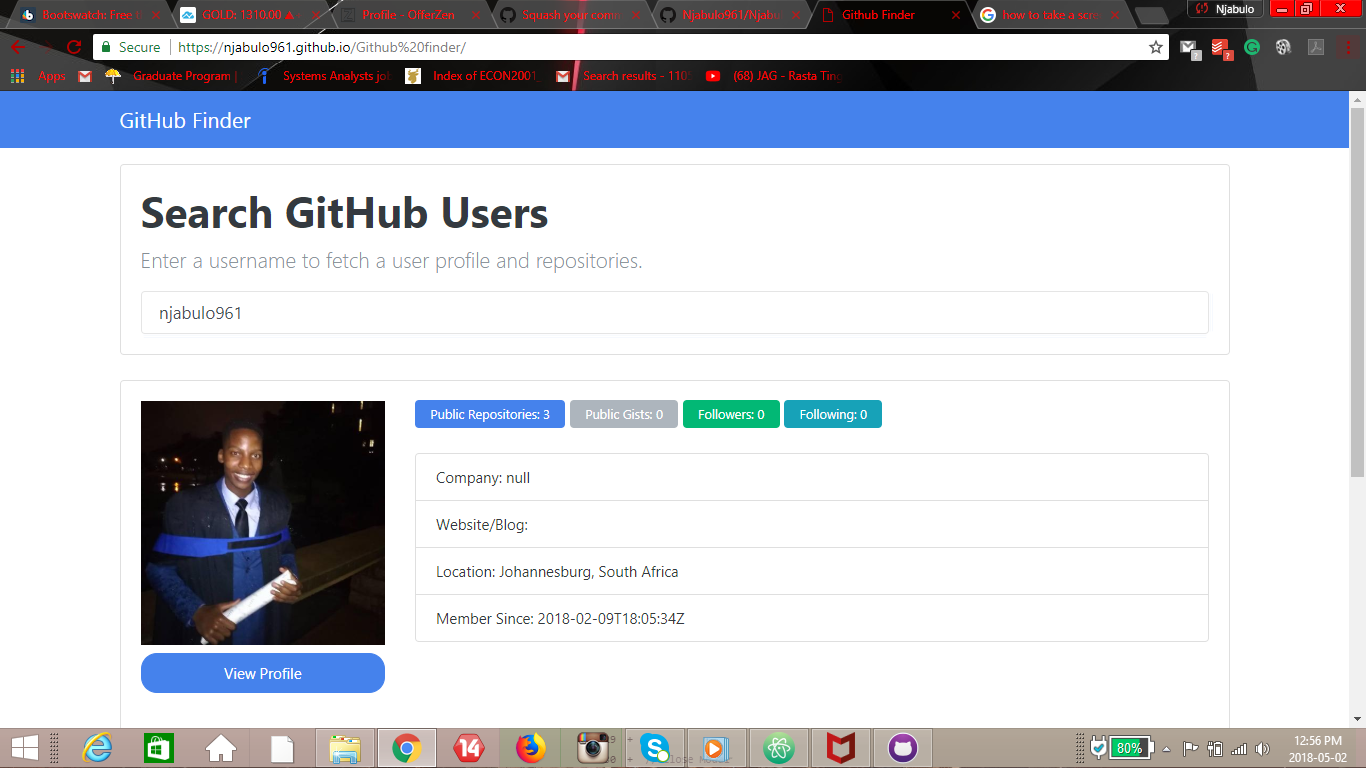 Bootswatch: Free
GOLD: 1310.00 ▲
Profile - OfferZen
Squash your comm
Njabulo961/Njabu
Github Finder
how to take a scre
Njabulo
Secure
https://njabulo961.github.io/Github%20finder/
Apps
Graduate Program |
Systems Analysts jo
Index of ECON2001
Search results - 1105
(68) JAG - Rasta Ting
GitHub Finder
Search GitHub Users
Enter a username to fetch a user profile and repositories.
njabulo961
Public Repositories: 3
Public Gists: 0
Followers: 0
Following: 0
Company: null
Website/Blog:
Location: Johannesburg, South Africa
Member Since: 2018-02-09T18:05:34Z
View Profile
14
80%
12:56 PM
2018-05-02